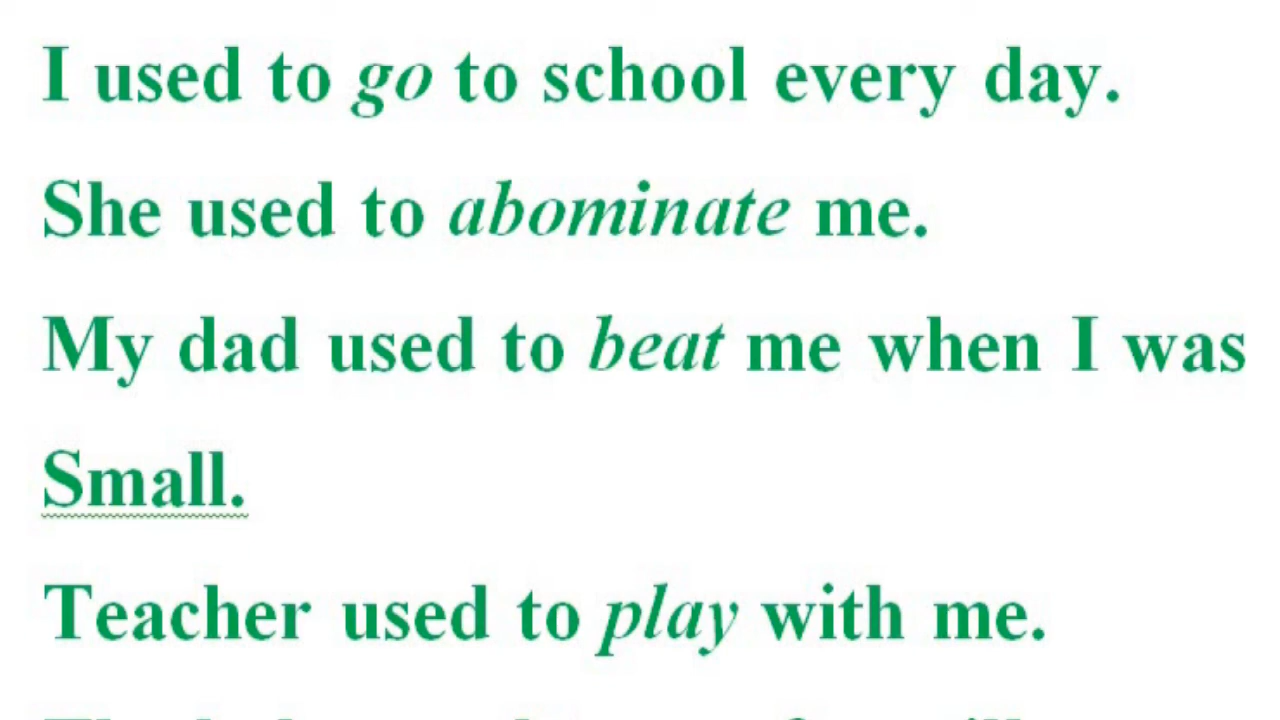 I used to go to school every day.
She used to abominate me.
My dad used to beat me when I was
Small.
Teacher used to play with me.